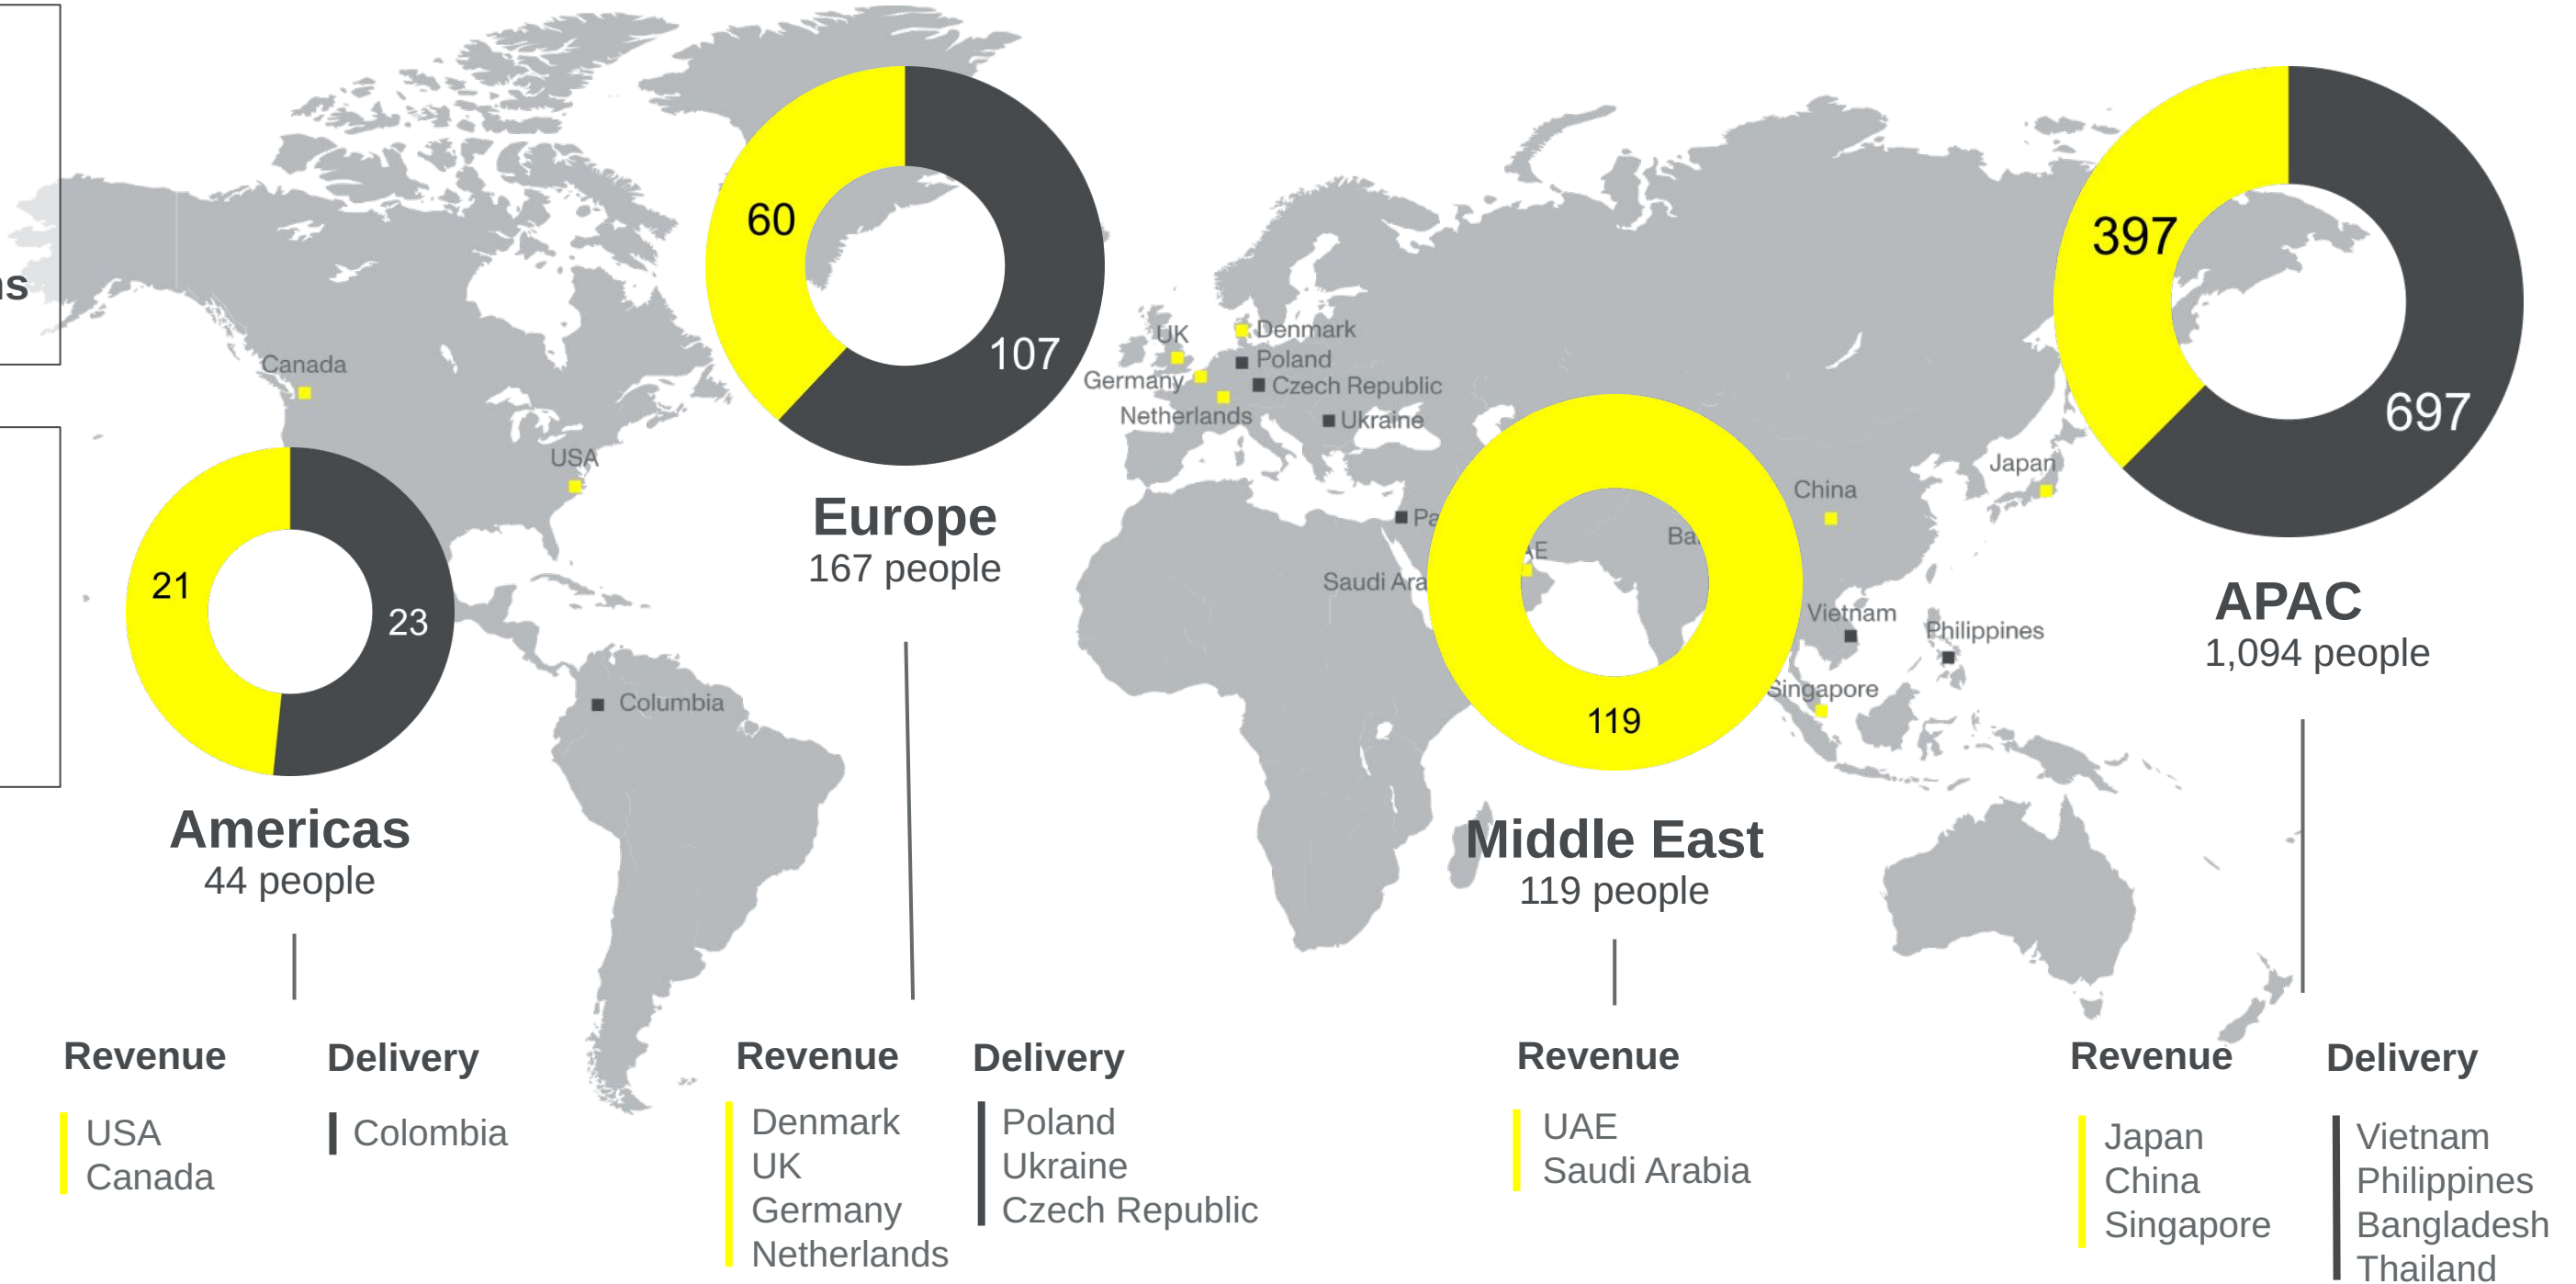 ns
Canada
USA
Columbia
21
23
Americas
44 people
60
107
Europe
167 people
UK
Denmark
Poland
Germany
Czech Republic
Netherlands
Ukraine
Saudi
China
Japan
Vietnam
Philippines
Singapore
119
Middle East
119 people
397
697
APAC
1,094 people
Revenue
USA
Canada
Delivery
Colombia
Revenue
Denmark
UK
Germany
Netherlands
Delivery
Poland
Ukraine
Czech Republic
Revenue
UAE
Saudi Arabia
Revenue
Japan
China
Singapore
Delivery
Vietnam
Philippines
Bangladesh
Thailand